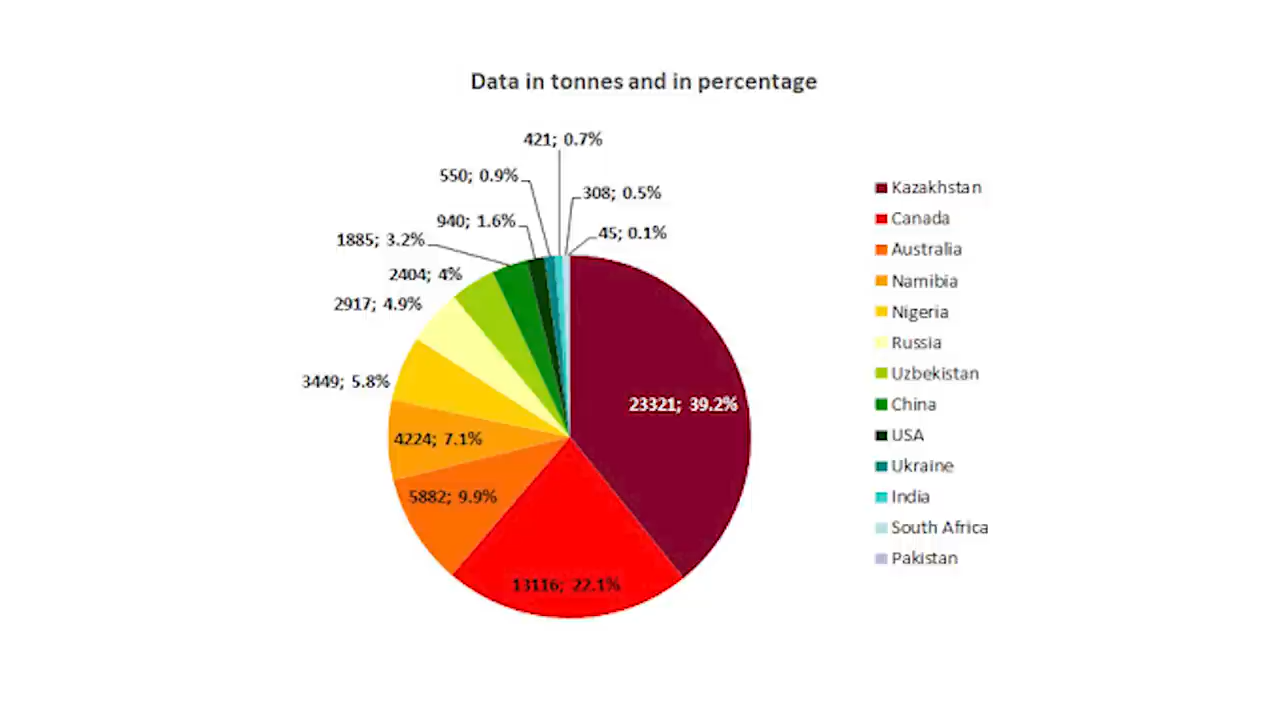 Data in tonnes and in percentage
421; 0.7%
550; 0.9%
308; 0.5%
940; 1.6%
45; 0.1%
1885; 3.2%
2404; 4%
2917; 4.9%
3449; 5.8%
23321; 39.2%
4224; 7.1%
5882; 9.9%
13116; 22.1%
Kazakhstan
Canada
Australia
Namibia
Nigeria
Russia
Uzbekistan
China
USA
Ukraine
India
South Africa
Pakistan